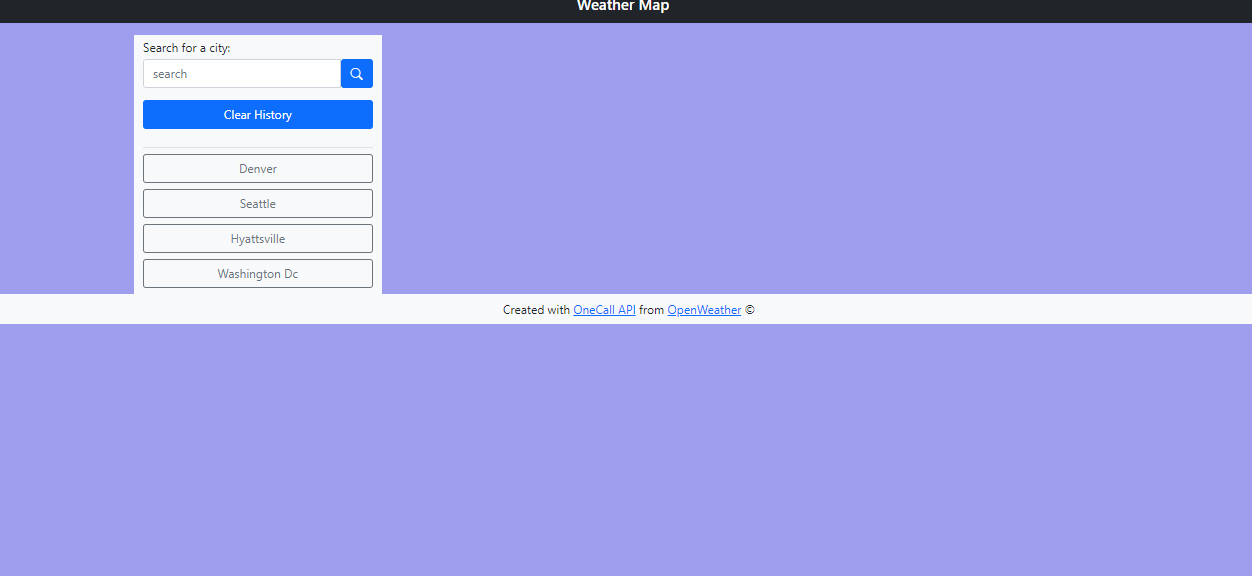 Weather Map
Search for a city:
search
Clear History
Denver
Seattle
Hyattsville
Washington Dc
Created with OneCall API from OpenWeather ©